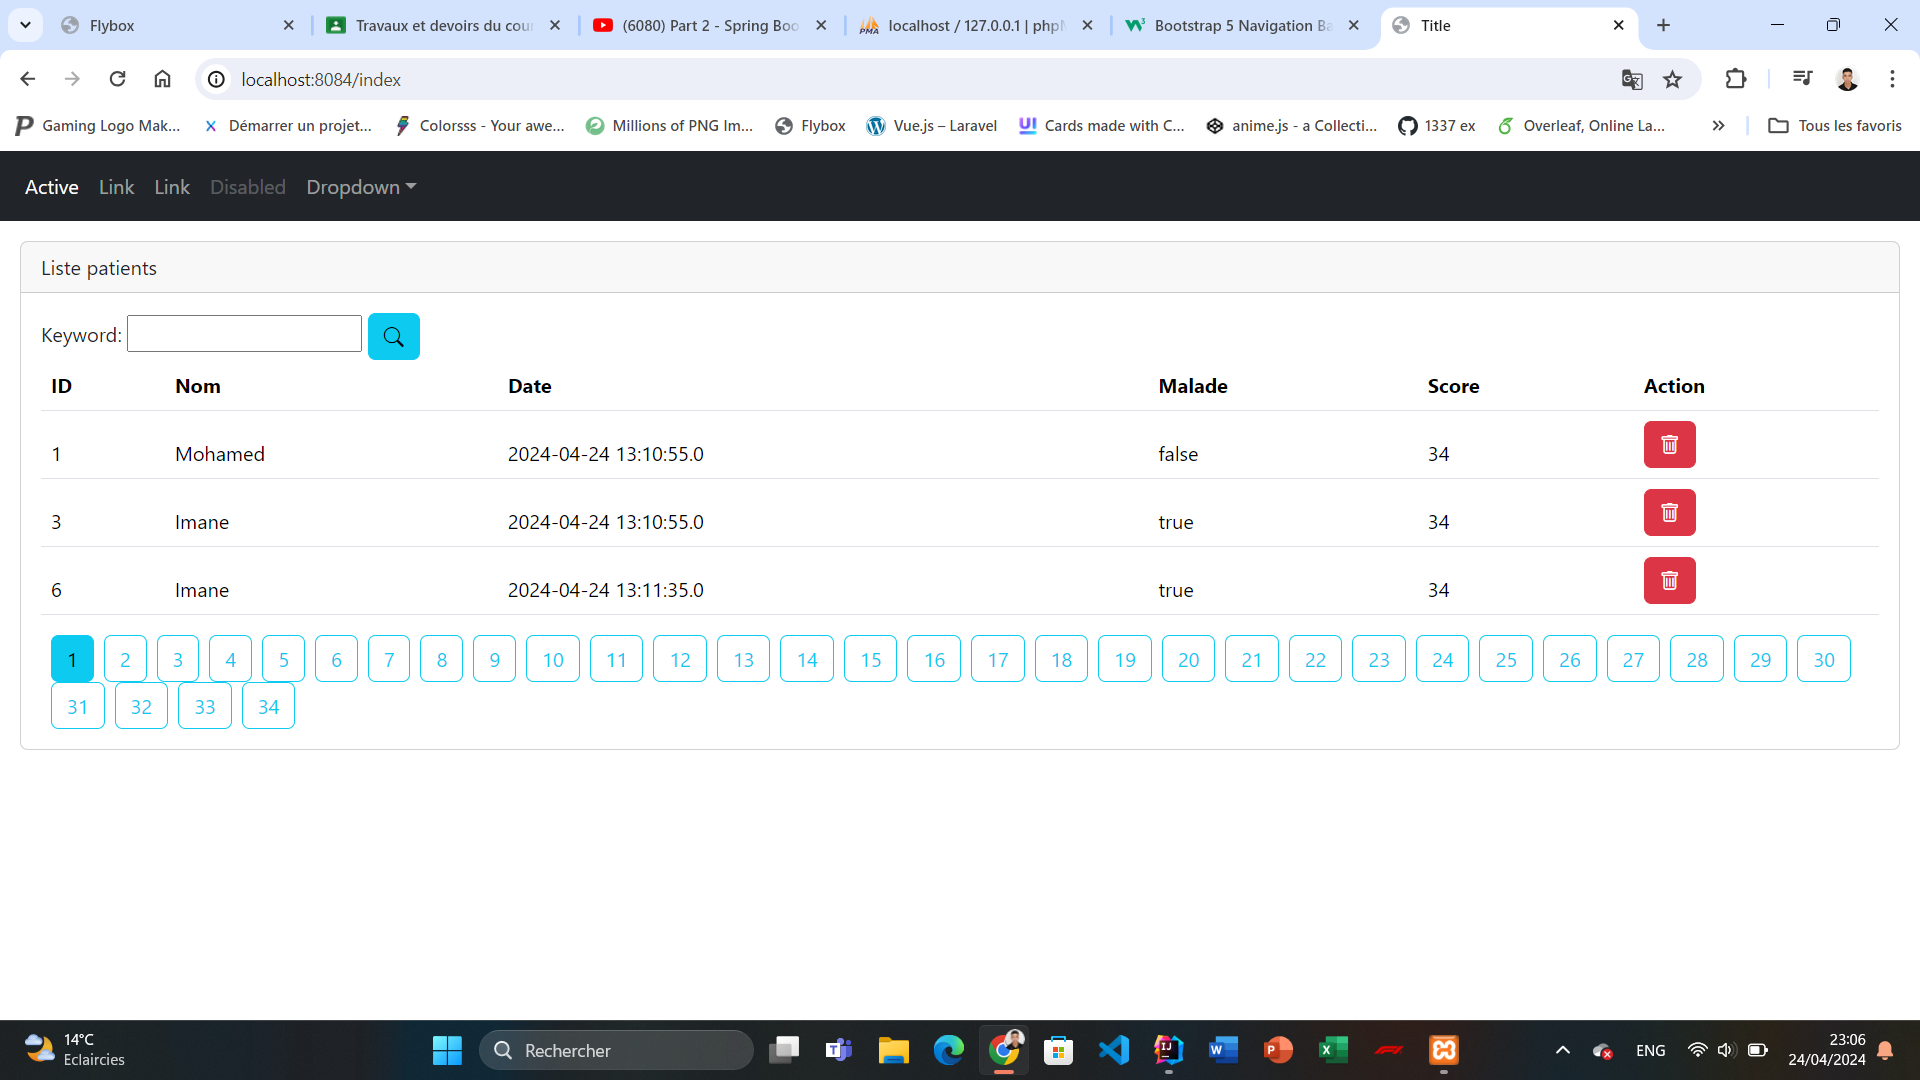 Flybox
Travaux et devoirs du cour
(6080) Part 2 - Spring Boo
localhost / 127.0.0.1 | phpM
Bootstrap 5 Navigation Ba
Title
localhost:8084/index
Gaming Logo Mak...
Démarrer un projet...
Colorsss - Your awe...
Millions of PNG Im...
Flybox
Vue.js – Laravel
Cards made with C...
anime.js - a Collecti...
1337 ex
Overleaf, Online La...
Tous les favoris
Active Link Link Disabled Dropdown
Liste patients
Keyword:
ID Nom Date Malade Score Action
1 Mohamed 2024-04-24 13:10:55.0 false 34
3 Imane 2024-04-24 13:10:55.0 true 34
6 Imane 2024-04-24 13:11:35.0 true 34
1 2 3 4 5 6 7 8 9 10 11 12 13 14 15 16 17 18 19 20 21 22 23 24 25 26 27 28 29 30
31 32 33 34
14°C
Eclaircies
Rechercher
ENG
23:06
24/04/2024